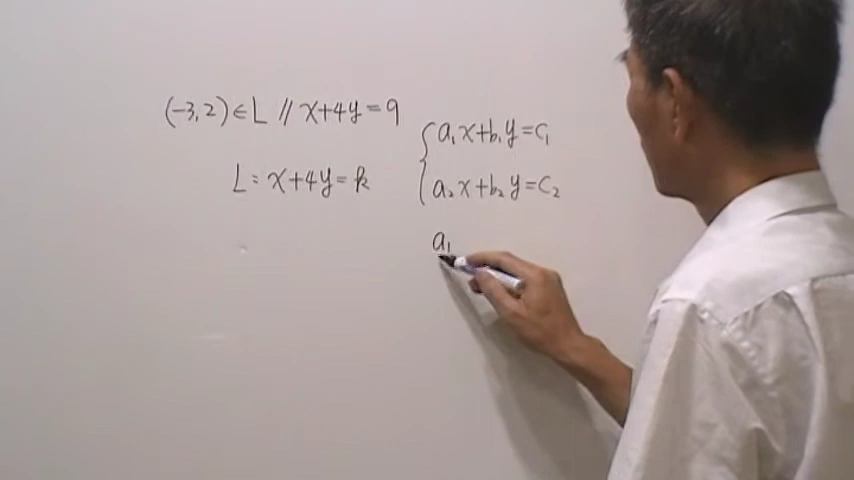 (-3,2)∈L // x+4y=9
L: x+4y=k
{a₁x+b₁y=c₁
a₂x+b₂y=c₂
a₁